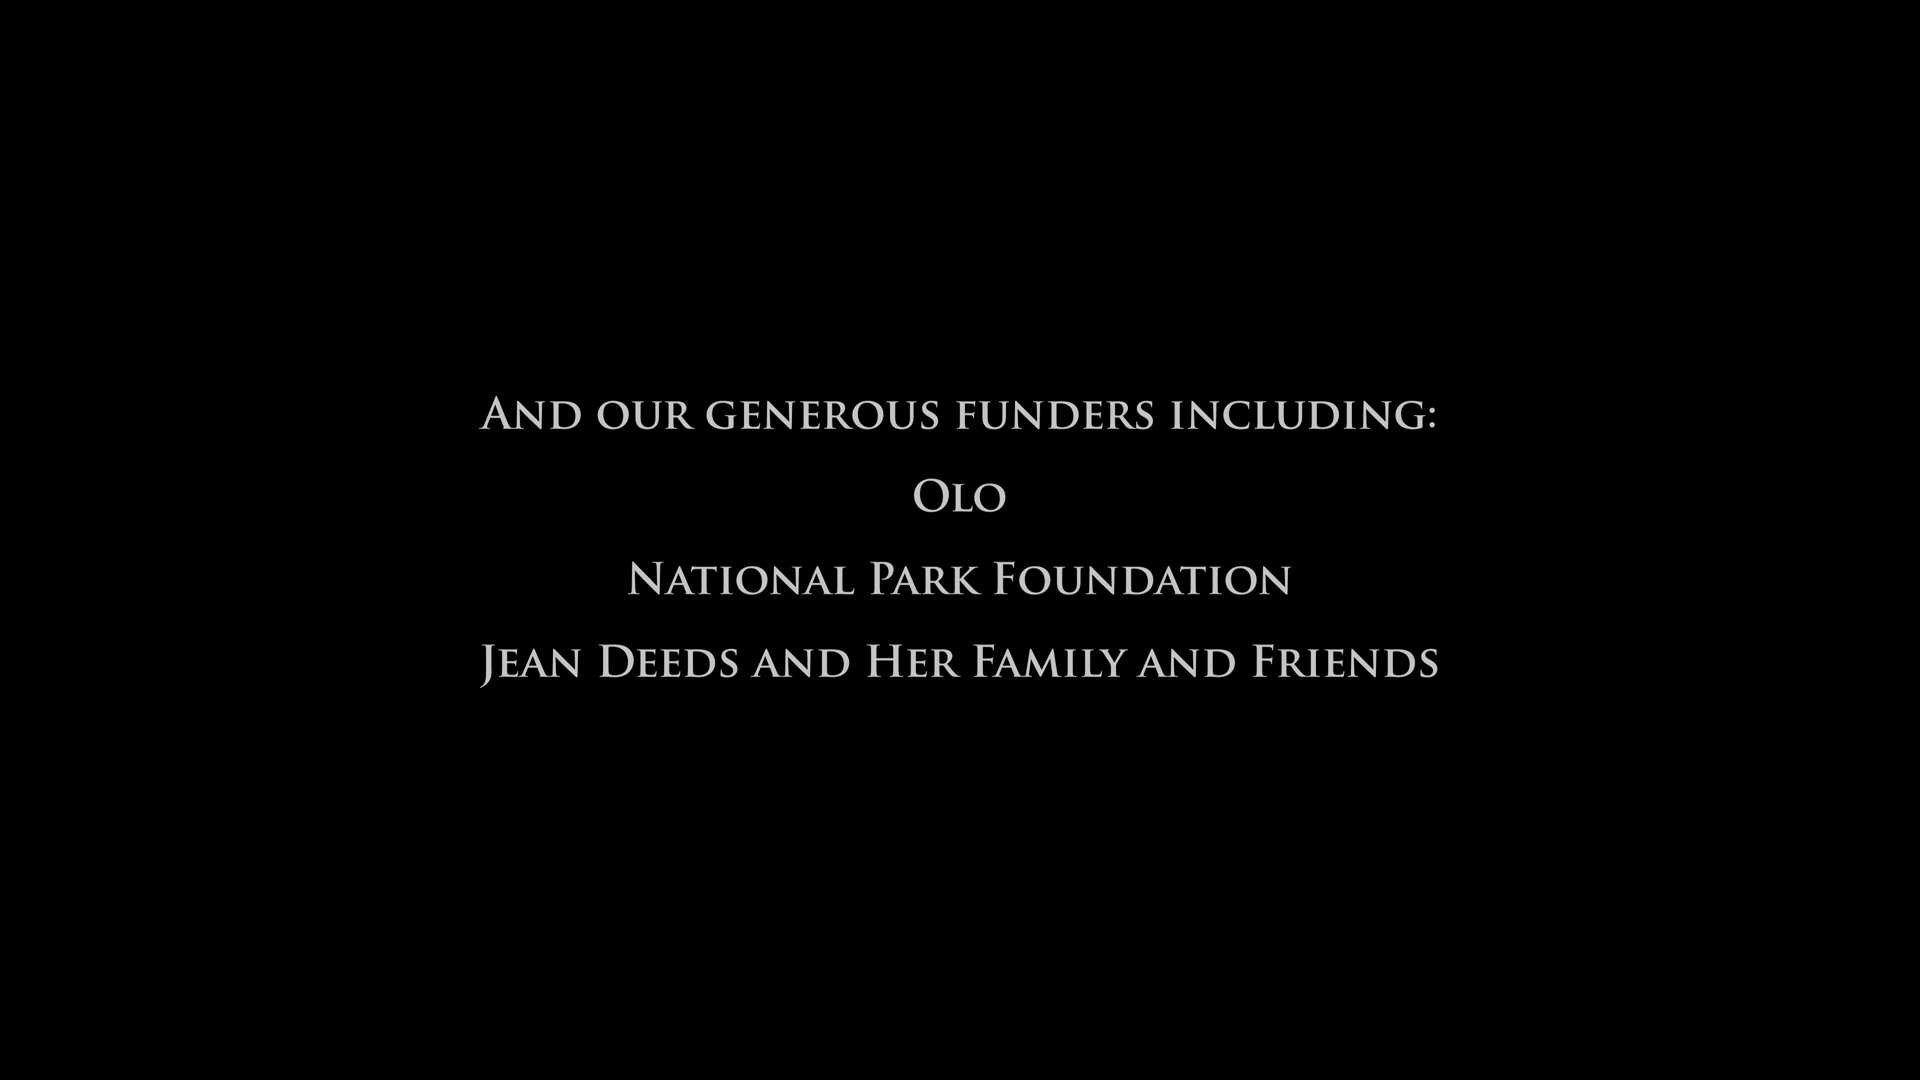 And our generous funders including:
Olo
National Park Foundation
Jean Deeds and Her Family and Friends